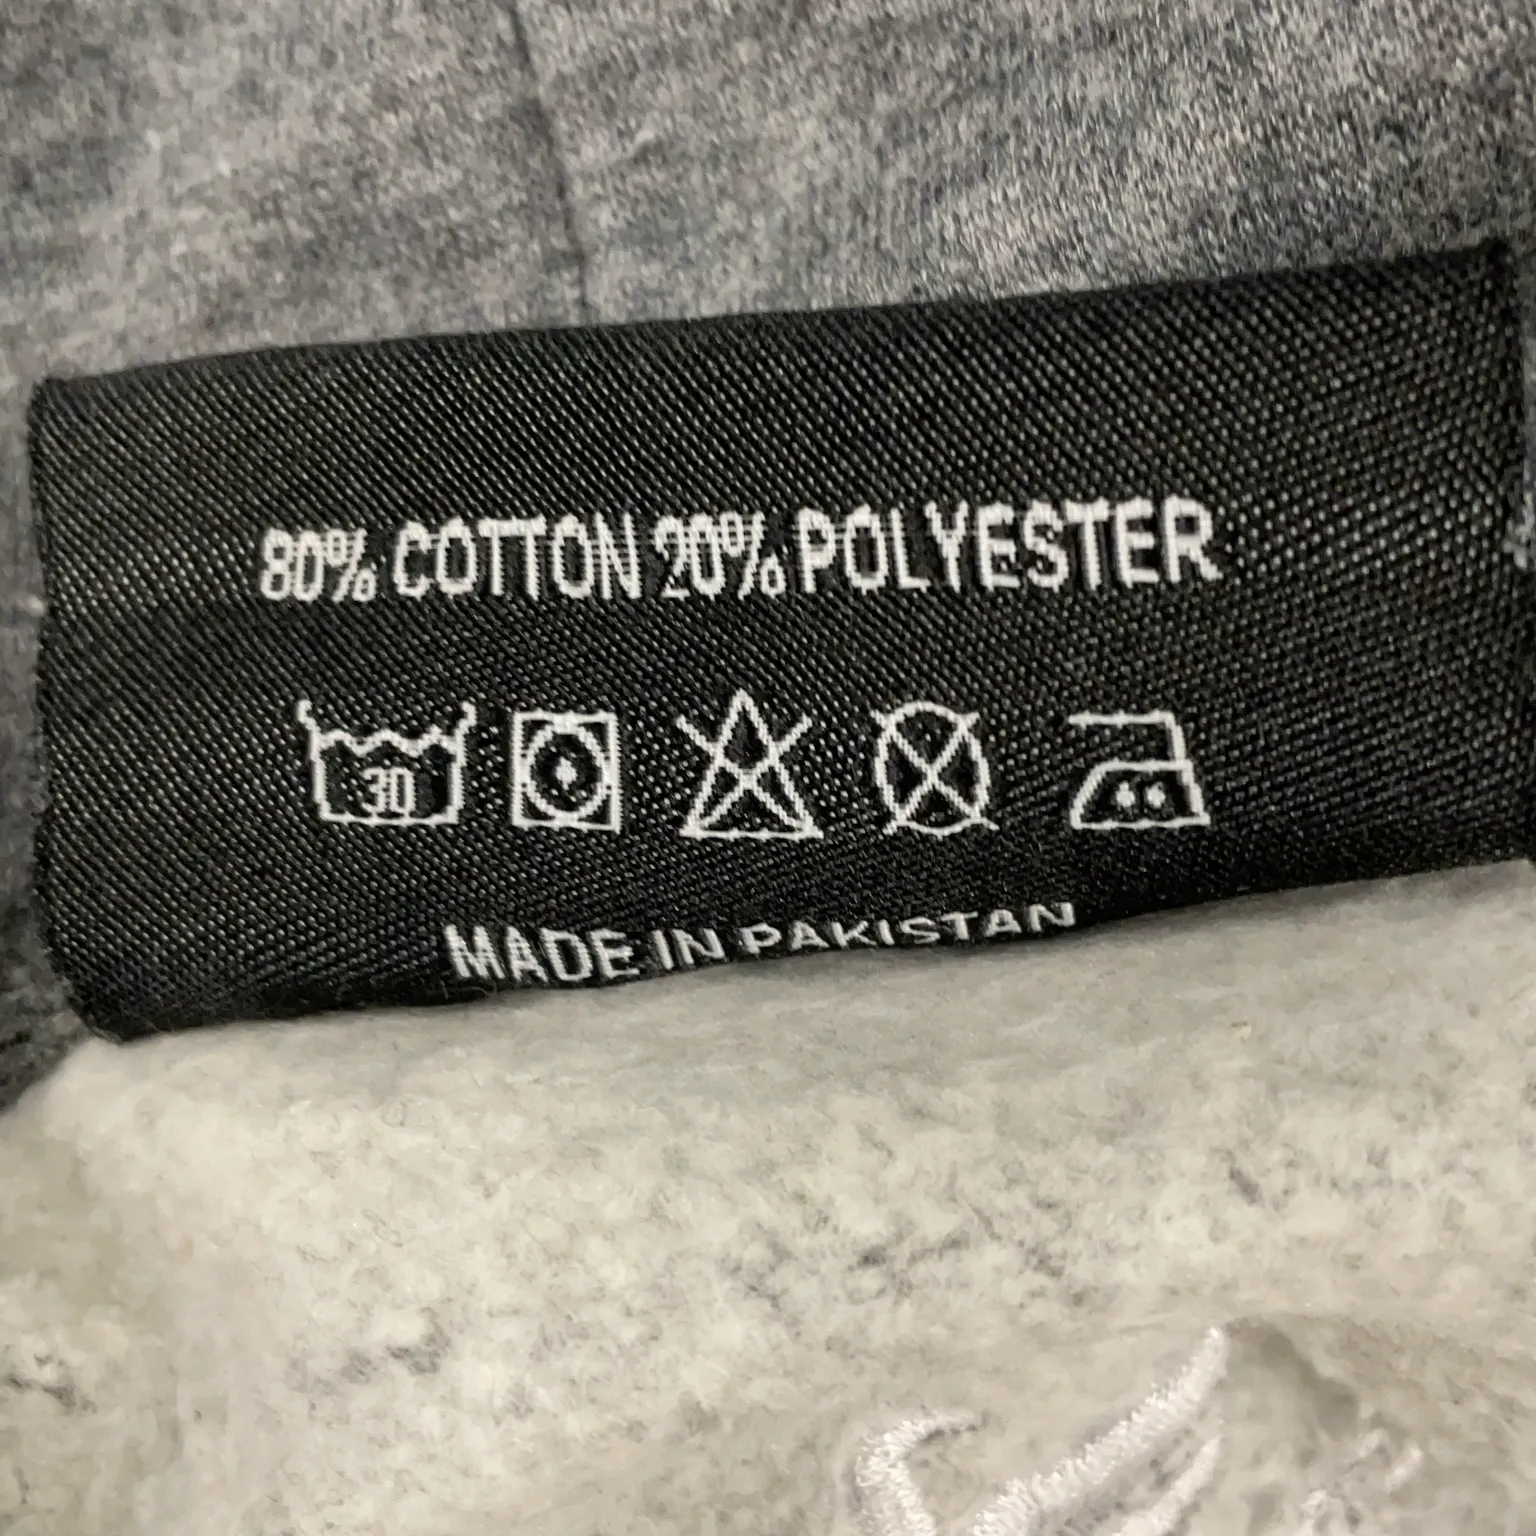 80% COTTON 20% POLYESTER
30
MADE IN PAKISTAN